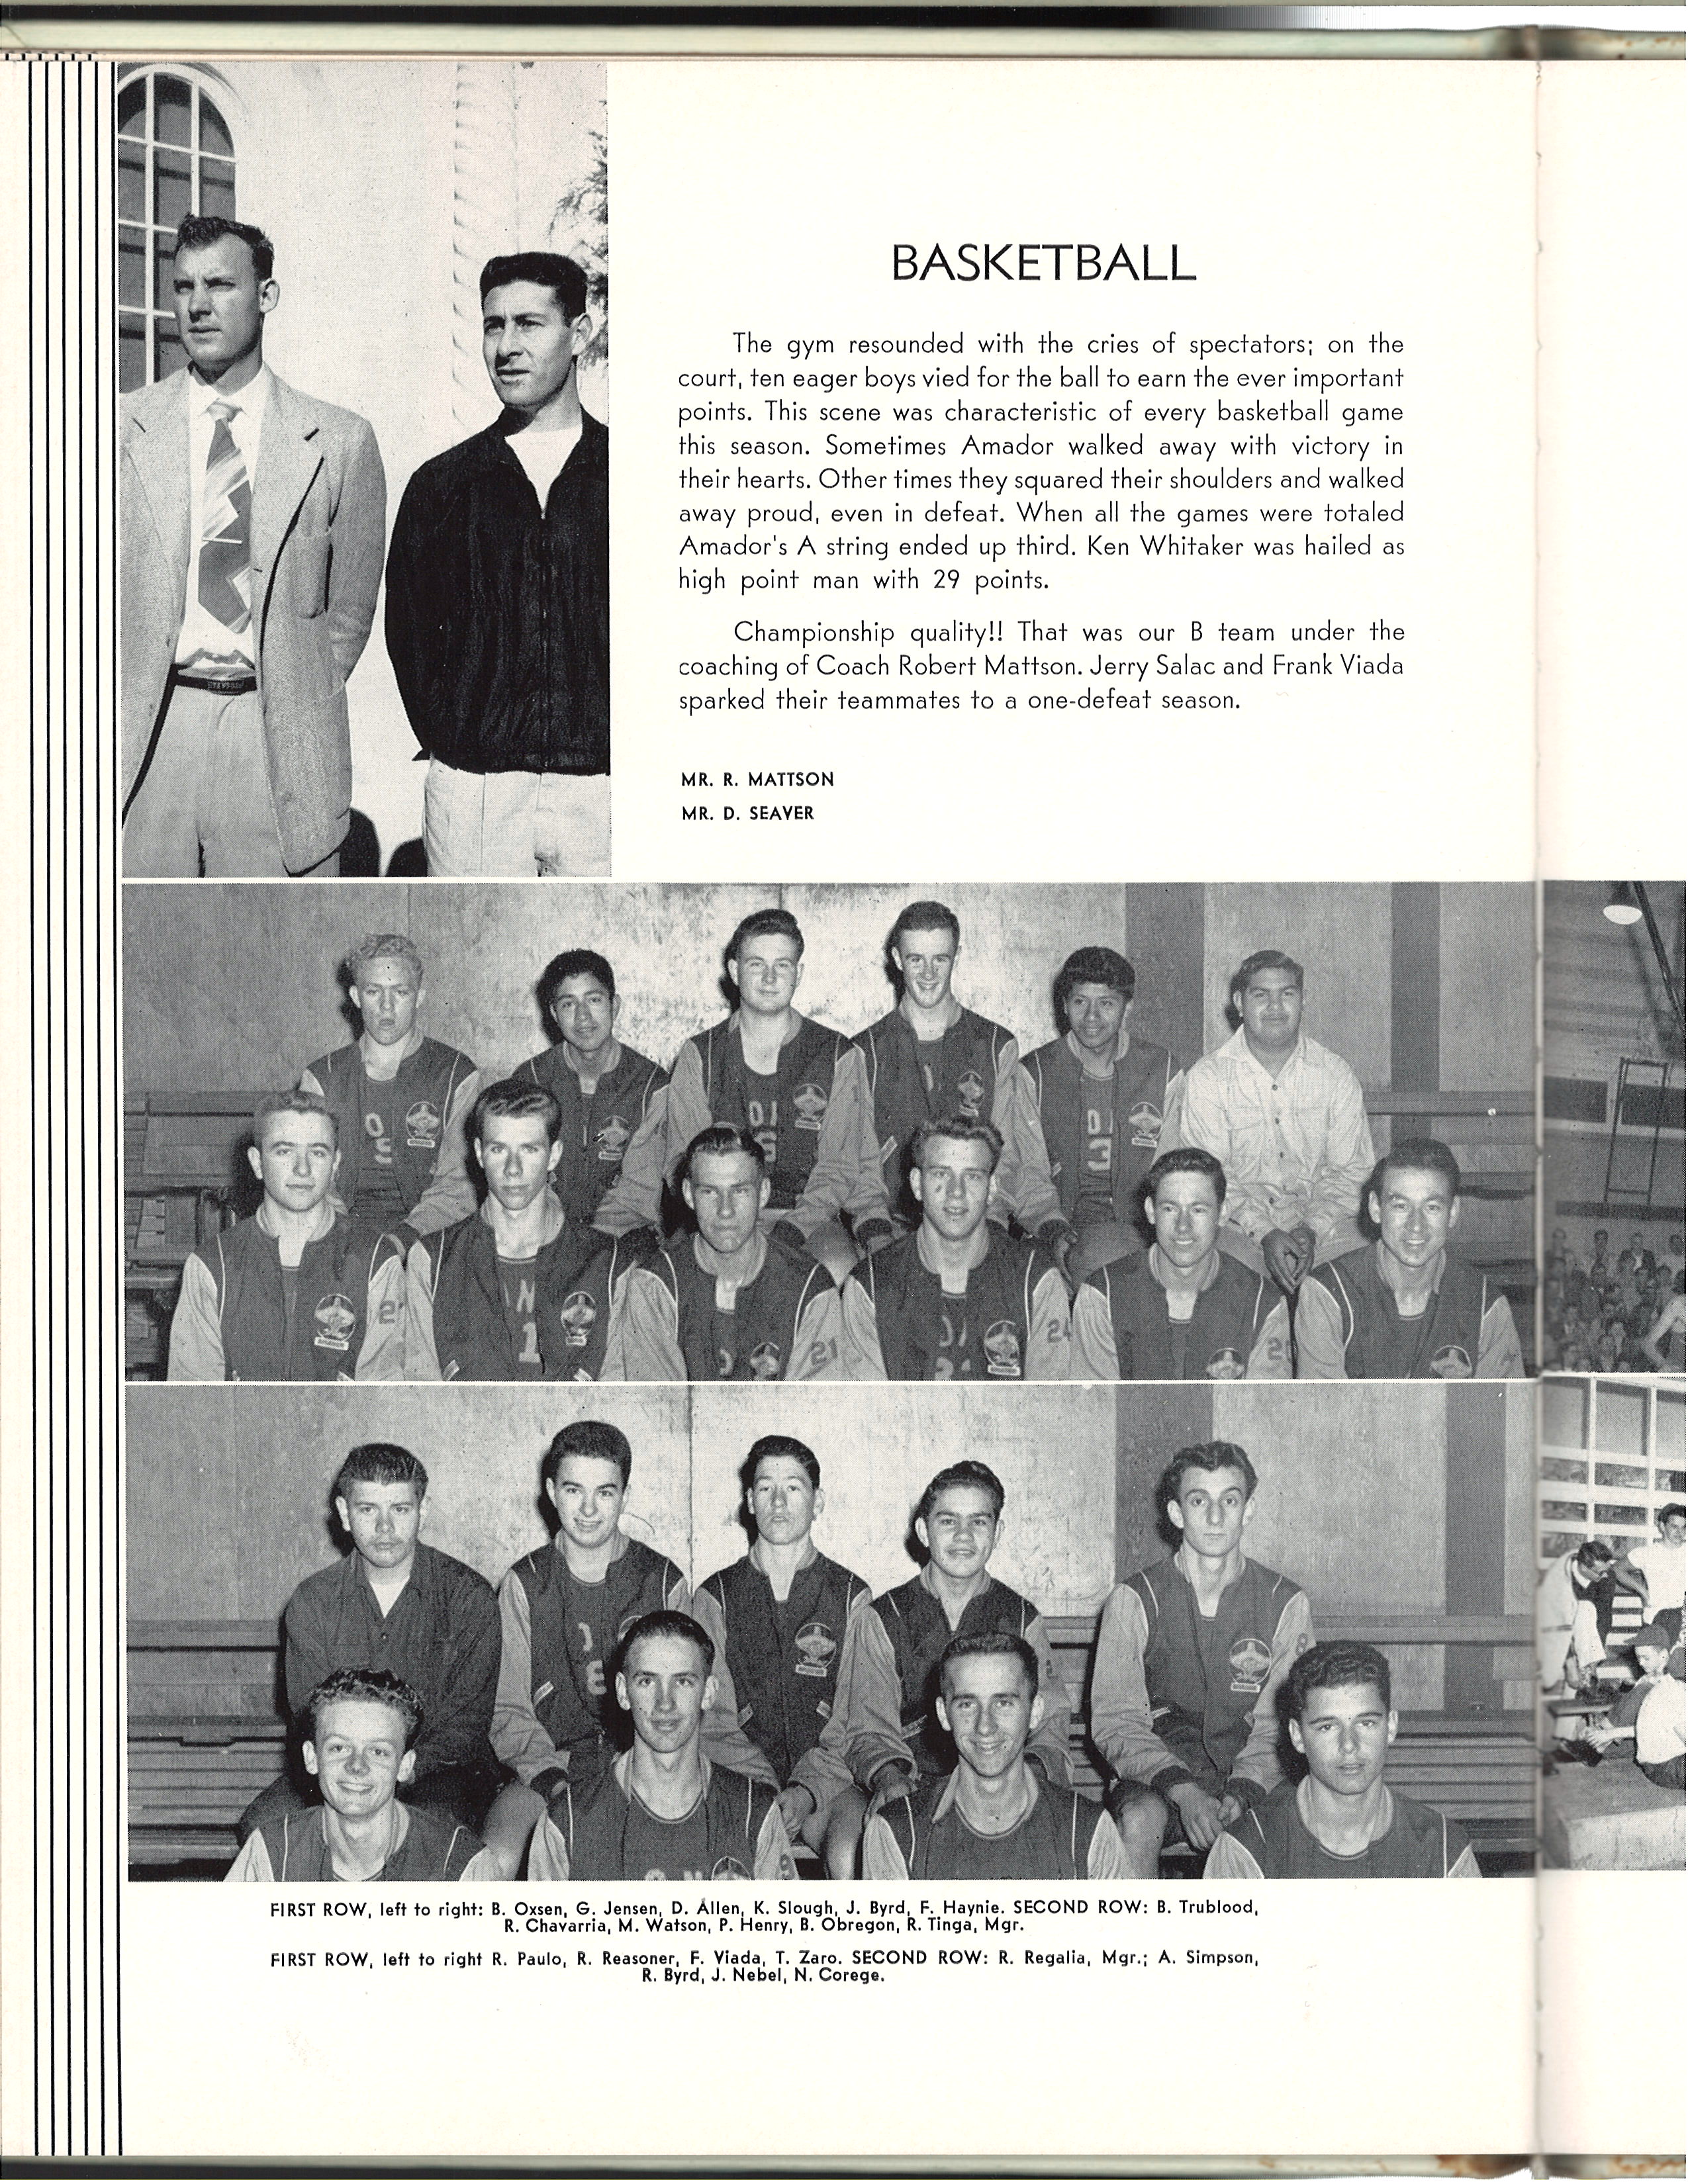 BASKETBALL
The gym resounded with the cries of spectators; on the
court, ten eager boys vied for the ball to earn the ever important
points. This scene was characteristic of every basketball game
this season. Sometimes Amador walked away with victory in
their hearts. Other times they squared their shoulders and walked
away proud, even in defeat. When all the games were totaled
Amador's A string ended up third. Ken Whitaker was hailed as
high point man with 29 points.
Championship quality!! That was our B team under the
coaching of Coach Robert Mattson. Jerry Salac and Frank Viada
sparked their teammates to a one-defeat season.
MR. R. MATTSON
MR. D. SEAVER
3
21
24
FIRST ROW, left to right: B. Oxsen, G. Jensen, D. Allen, K. Slough, J. Byrd, F. Haynie. SECOND ROW: B. Trublood,
R. Chavarria, M. Watson, P. Henry, B. Obregon, R. Tinga, Mgr.
FIRST ROW, left to right R. Paulo, R. Reasoner, F. Viada, T. Zaro. SECOND ROW: R. Regalia, Mgr.; A. Simpson,
R. Byrd, J. Nebel, N. Corege.